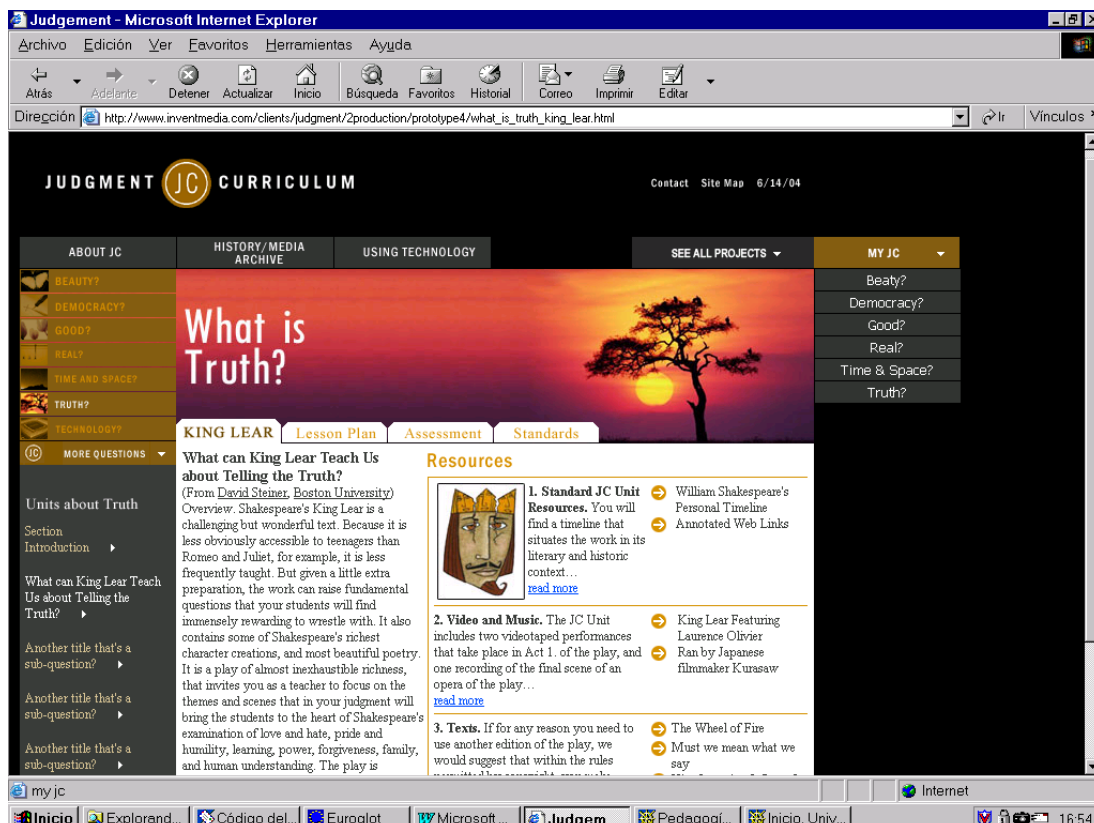 Judgement - Microsoft Internet Explorer
Archivo Edición Ver Favoritos Herramientas Ayuda
Atrás Adelante Detener Actualizar Inicio Búsqueda Favoritos Historial Correo Imprimir Editar
Dirección http://www.inventmedia.com/clients/judgment/2production/prototype4/what_is_truth_king_lear.html Ir Vínculos
JUDGMENT JC CURRICULUM
Contact Site Map 6/14/04
ABOUT JC
HISTORY/MEDIA
ARCHIVE
USING TECHNOLOGY
SEE ALL PROJECTS
MY JC
BEAUTY?
DEMOCRACY?
GOOD?
REAL?
TIME AND SPACE?
TRUTH?
TECHNOLOGY?
JC MORE QUESTIONS
What is
Truth?
Beaty?
Democracy?
Good?
Real?
Time & Space?
Truth?
Units about Truth
Section
Introduction
What can King Lear Teach
Us about Telling the
Truth?
Another title that's a
sub-question?
Another title that's a
sub-question?
Another title that's a
sub-question?
KING LEAR Lesson Plan Assessment Standards
What can King Lear Teach Us
about Telling the Truth?
(From David Steiner, Boston University)
Overview. Shakespeare's King Lear is a
challenging but wonderful text. Because it is
less obviously accessible to teenagers than
Romeo and Juliet, for example, it is less
frequently taught. But given a little extra
preparation, the work can raise fundamental
questions that your students will find
immensely rewarding to wrestle with. It also
contains some of Shakespeare's richest
character creations, and most beautiful poetry.
It is a play of almost inexhaustible richness,
that invites you as a teacher to focus on the
themes and scenes that in your judgment will
bring the students to the heart of Shakespeare's
examination of love and hate, pride and
humility, learning, power, forgiveness, family,
and human understanding. The play is
Resources
1. Standard JC Unit
Resources. You will
find a timeline that
situates the work in its
literary and historic
context…
read more
William Shakespeare's
Personal Timeline
Annotated Web Links
2. Video and Music. The JC Unit
includes two videotaped performances
that take place in Act 1. of the play, and
one recording of the final scene of an
opera of the play…
read more
King Lear Featuring
Laurence Olivier
Ran by Japanese
filmmaker Kurasaw
3. Texts. If for any reason you need to
use another edition of the play, we
would suggest that within the rules
The Wheel of Fire
Must we mean what we
say
my jc Internet
Inicio Explorand... Código del... Euroglot Microsoft ... Judgem... Pedagogí... Inicio, Univ... 16:54